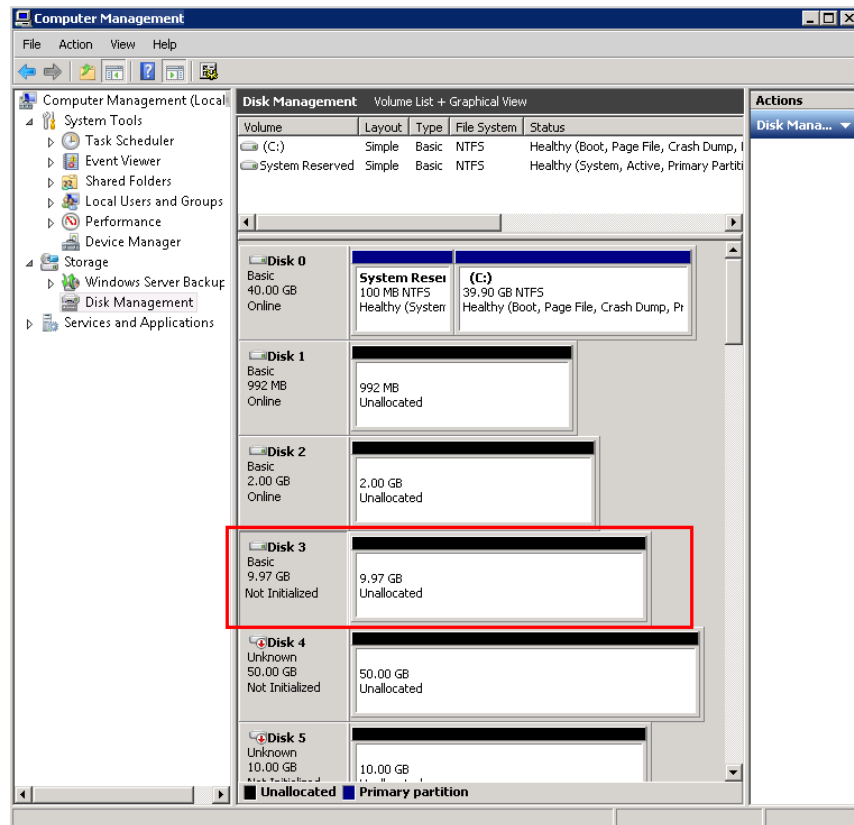 Computer Management
File Action View Help
Computer Management (Local
System Tools
Task Scheduler
Event Viewer
Shared Folders
Local Users and Groups
Performance
Device Manager
Storage
Windows Server Backup
Disk Management
Services and Applications
Disk Management Volume List + Graphical View
Volume Layout Type File System Status
(C:) Simple Basic NTFS Healthy (Boot, Page File, Crash Dump,
System Reserved Simple Basic NTFS Healthy (System, Active, Primary Partiti
Disk 0
Basic
40.00 GB
Online
System Reser
100 MB NTFS
Healthy (System
(C:)
39.90 GB NTFS
Healthy (Boot, Page File, Crash Dump, Pr
Disk 1
Basic
992 MB
Online
992 MB
Unallocated
Disk 2
Basic
2.00 GB
Online
2.00 GB
Unallocated
Disk 3
Basic
9.97 GB
Not Initialized
9.97 GB
Unallocated
Disk 4
Unknown
50.00 GB
Not Initialized
50.00 GB
Unallocated
Disk 5
Unknown
10.00 GB
10.00 GB
Unallocated Primary partition
Actions
Disk Mana...